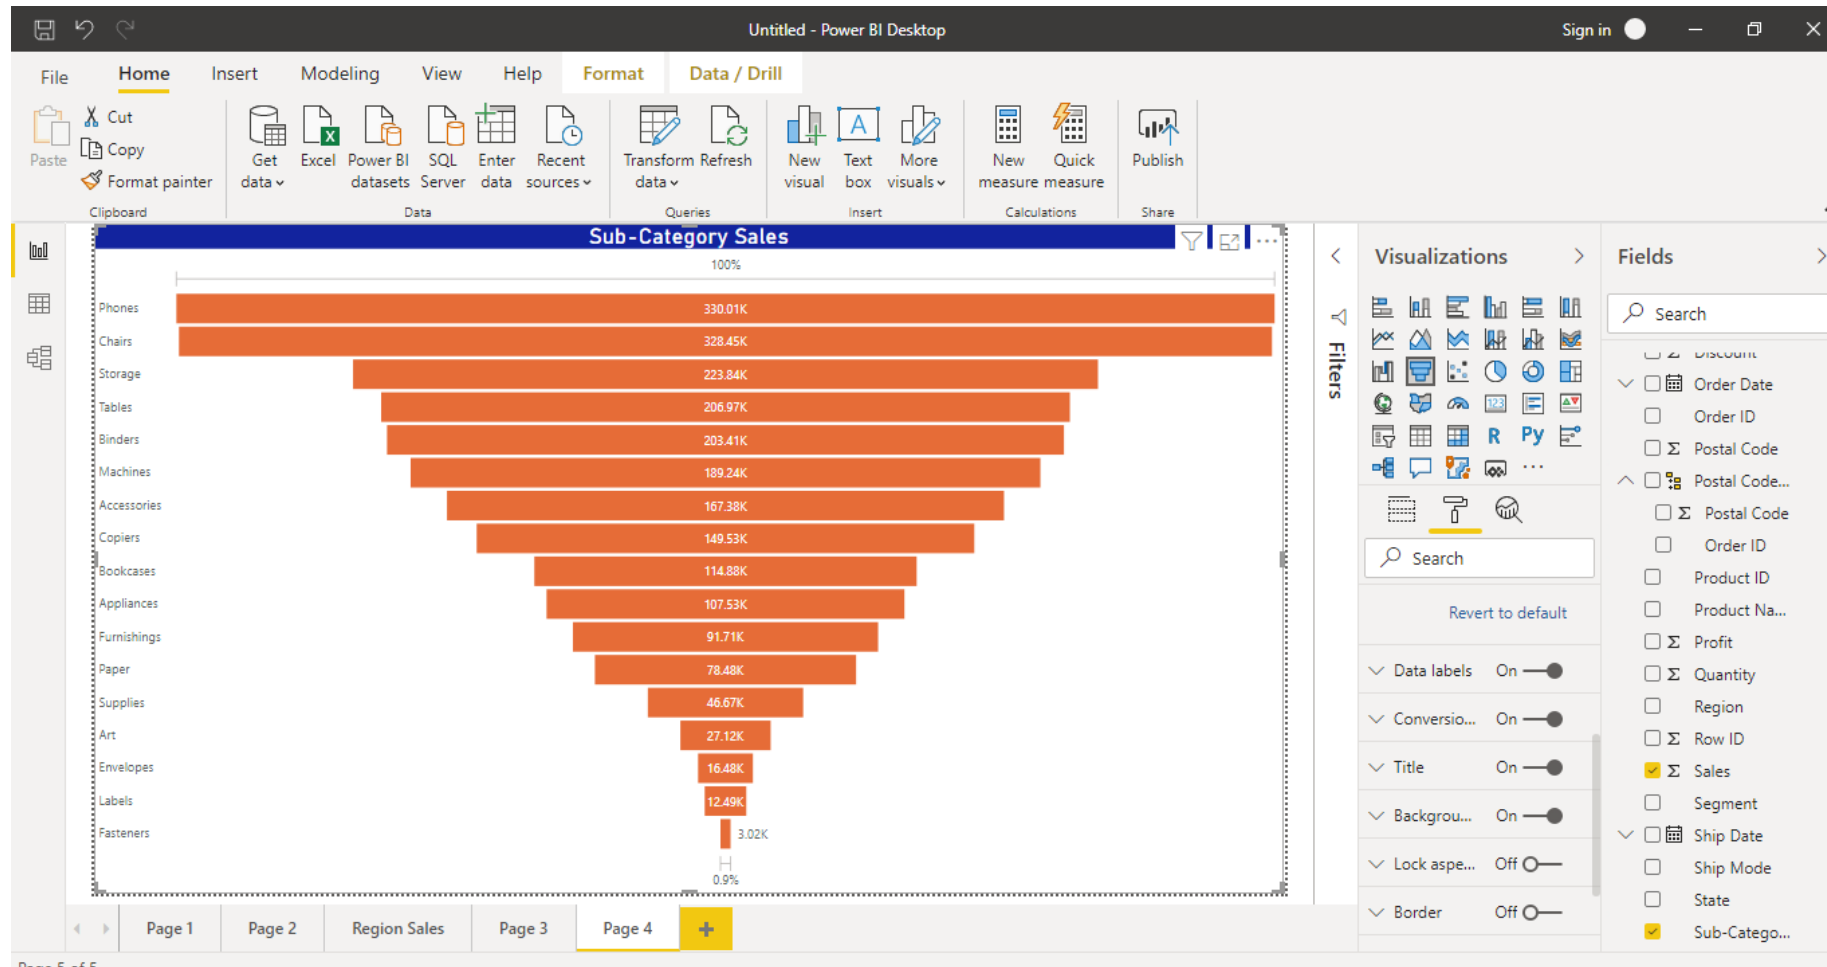 Untitled - Power BI Desktop
Sign in
File Home Insert Modeling View Help Format Data / Drill
Paste
Cut
Copy
Format painter
Clipboard
Get data
Excel
Power BI datasets
SQL Server
Enter data
Recent sources
Data
Transform data
Refresh
Queries
New visual
Text box
More visuals
Insert
New measure
Quick measure
Calculations
Publish
Share
Sub-Category Sales
100%
Phones 330.01K
Chairs 328.45K
Storage 223.84K
Tables 206.97K
Binders 203.41K
Machines 189.24K
Accessories 167.38K
Copiers 149.53K
Bookcases 114.88K
Appliances 107.53K
Furnishings 91.71K
Paper 78.48K
Supplies 46.67K
Art 27.12K
Envelopes 16.48K
Labels 12.49K
Fasteners 3.02K
0.9%
Filters
Visualizations
123
R
Py
Search
Revert to default
Data labels On
Conversio... On
Title On
Backgrou... On
Lock aspe... Off
Border Off
Fields
Search
Discount
Order Date
Order ID
Σ Postal Code
Postal Code...
Σ Postal Code
Order ID
Product ID
Product Na...
Σ Profit
Σ Quantity
Region
Σ Row ID
Σ Sales
Segment
Ship Date
Ship Mode
State
Sub-Catego...
Page 1
Page 2
Region Sales
Page 3
Page 4
Page 5 of 5